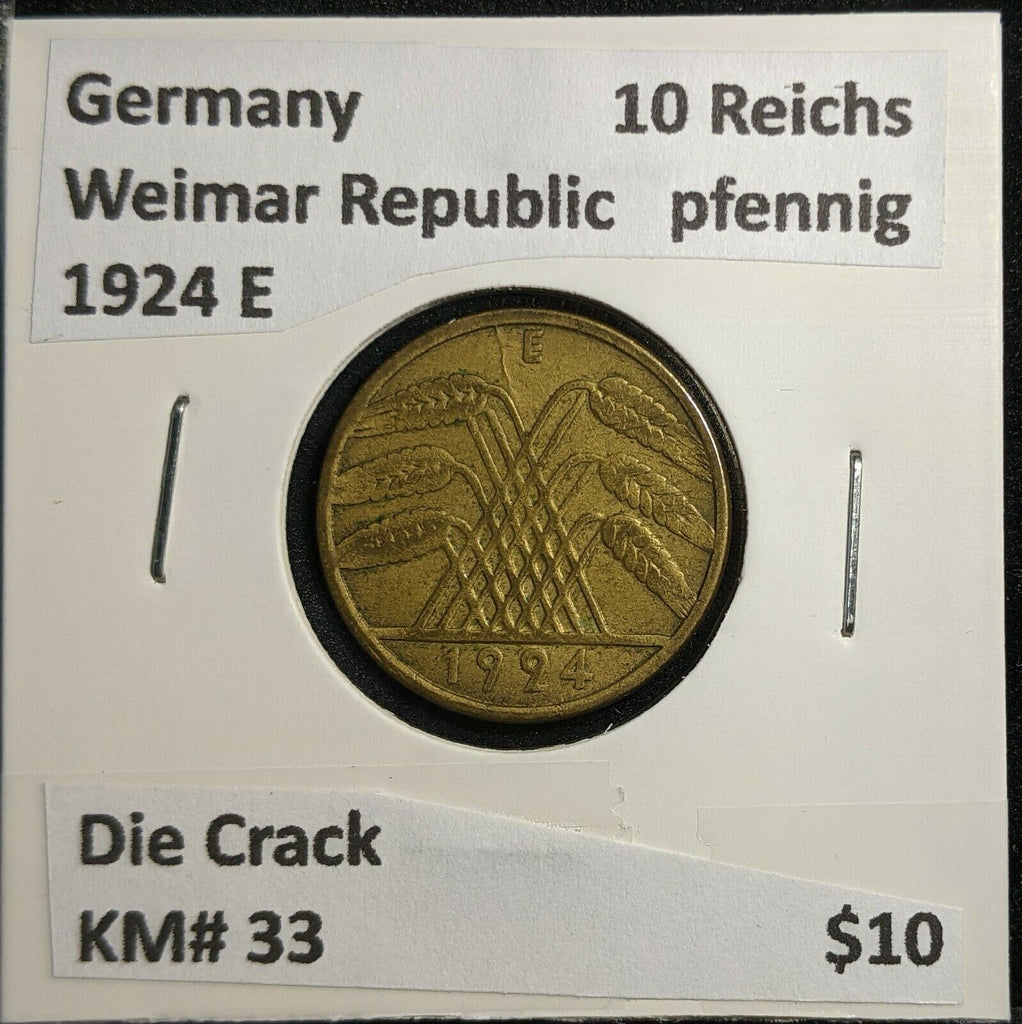 Germany 10 Reichs
Weimar Republic pfennig
1924 E
E
1924
Die Crack
KM# 33 $10